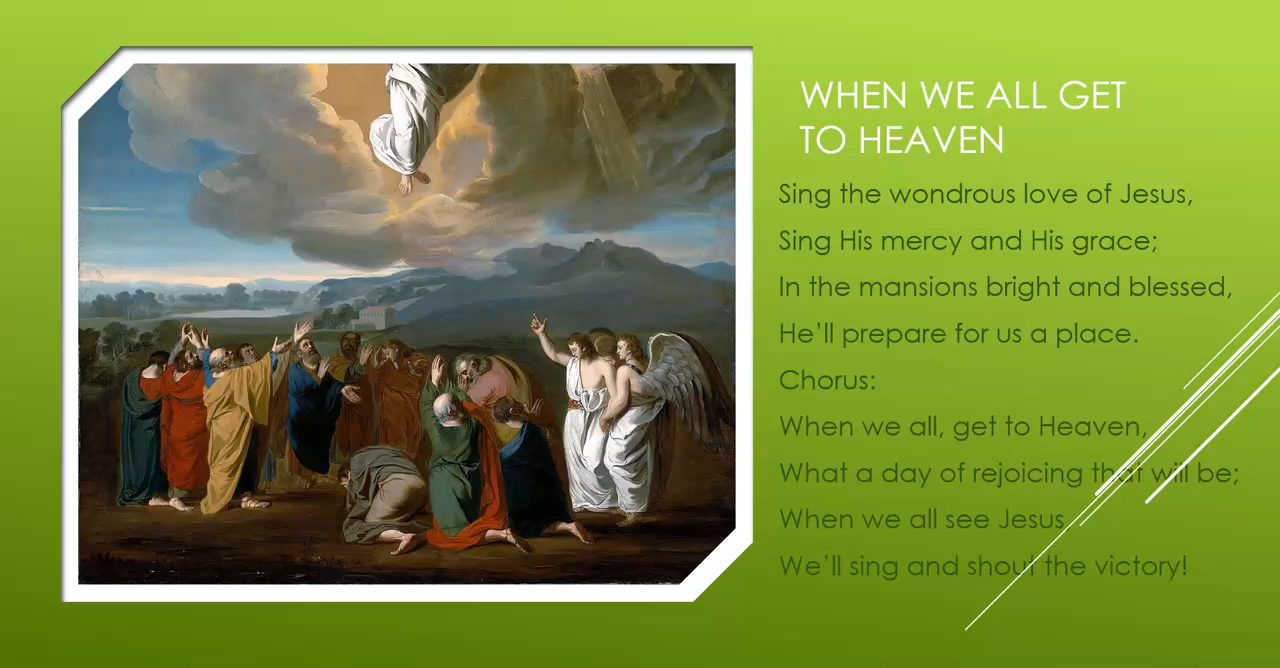 WHEN WE ALL GET
TO HEAVEN
Sing the wondrous love of Jesus,
Sing His mercy and His grace;
In the mansions bright and blessed,
He’ll prepare for us a place.
Chorus:
When we all, get to Heaven,
What a day of rejoicing that will be;
When we all see Jesus,
We’ll sing and shout the victory!